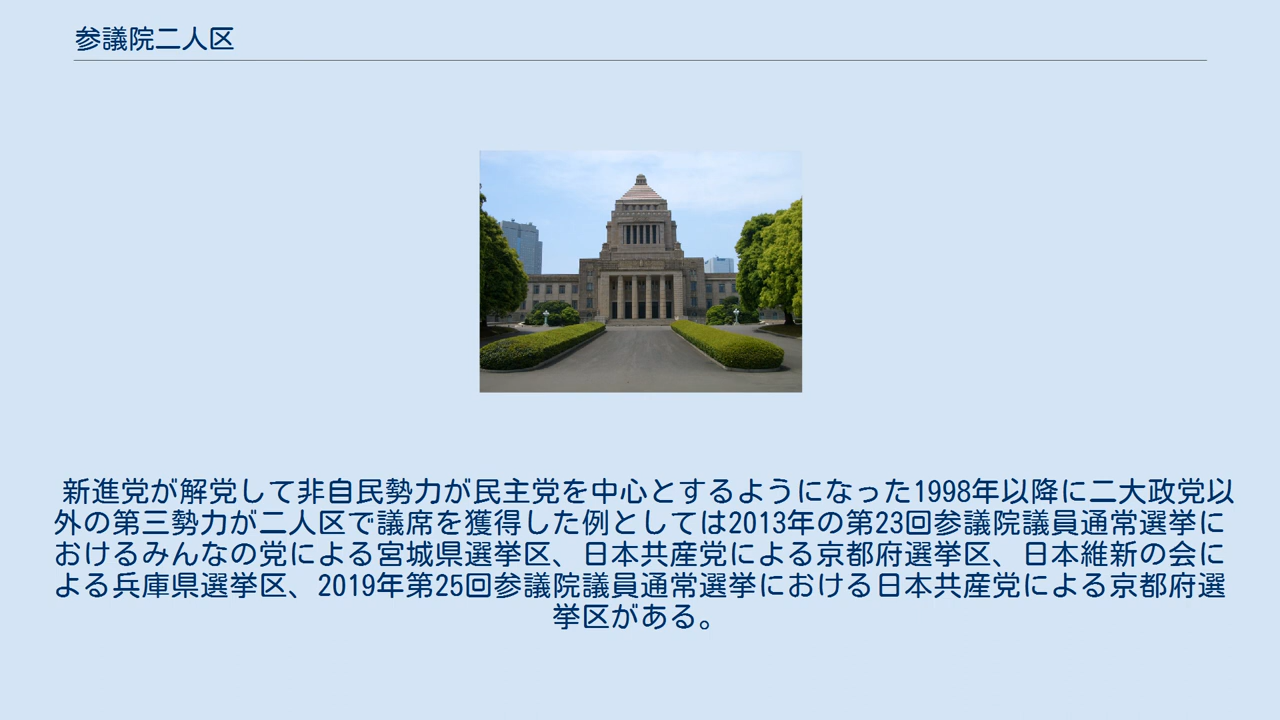 参議院二人区
新進党が解党して非自民勢力が民主党を中心とするようになった1998年以降に二大政党以
外の第三勢力が二人区で議席を獲得した例としては2013年の第23回参議院議員通常選挙に
おけるみんなの党による宮城県選挙区、日本共産党による京都府選挙区、日本維新の会に
よる兵庫県選挙区、2019年第25回参議院議員通常選挙における日本共産党による京都府選
挙区がある。